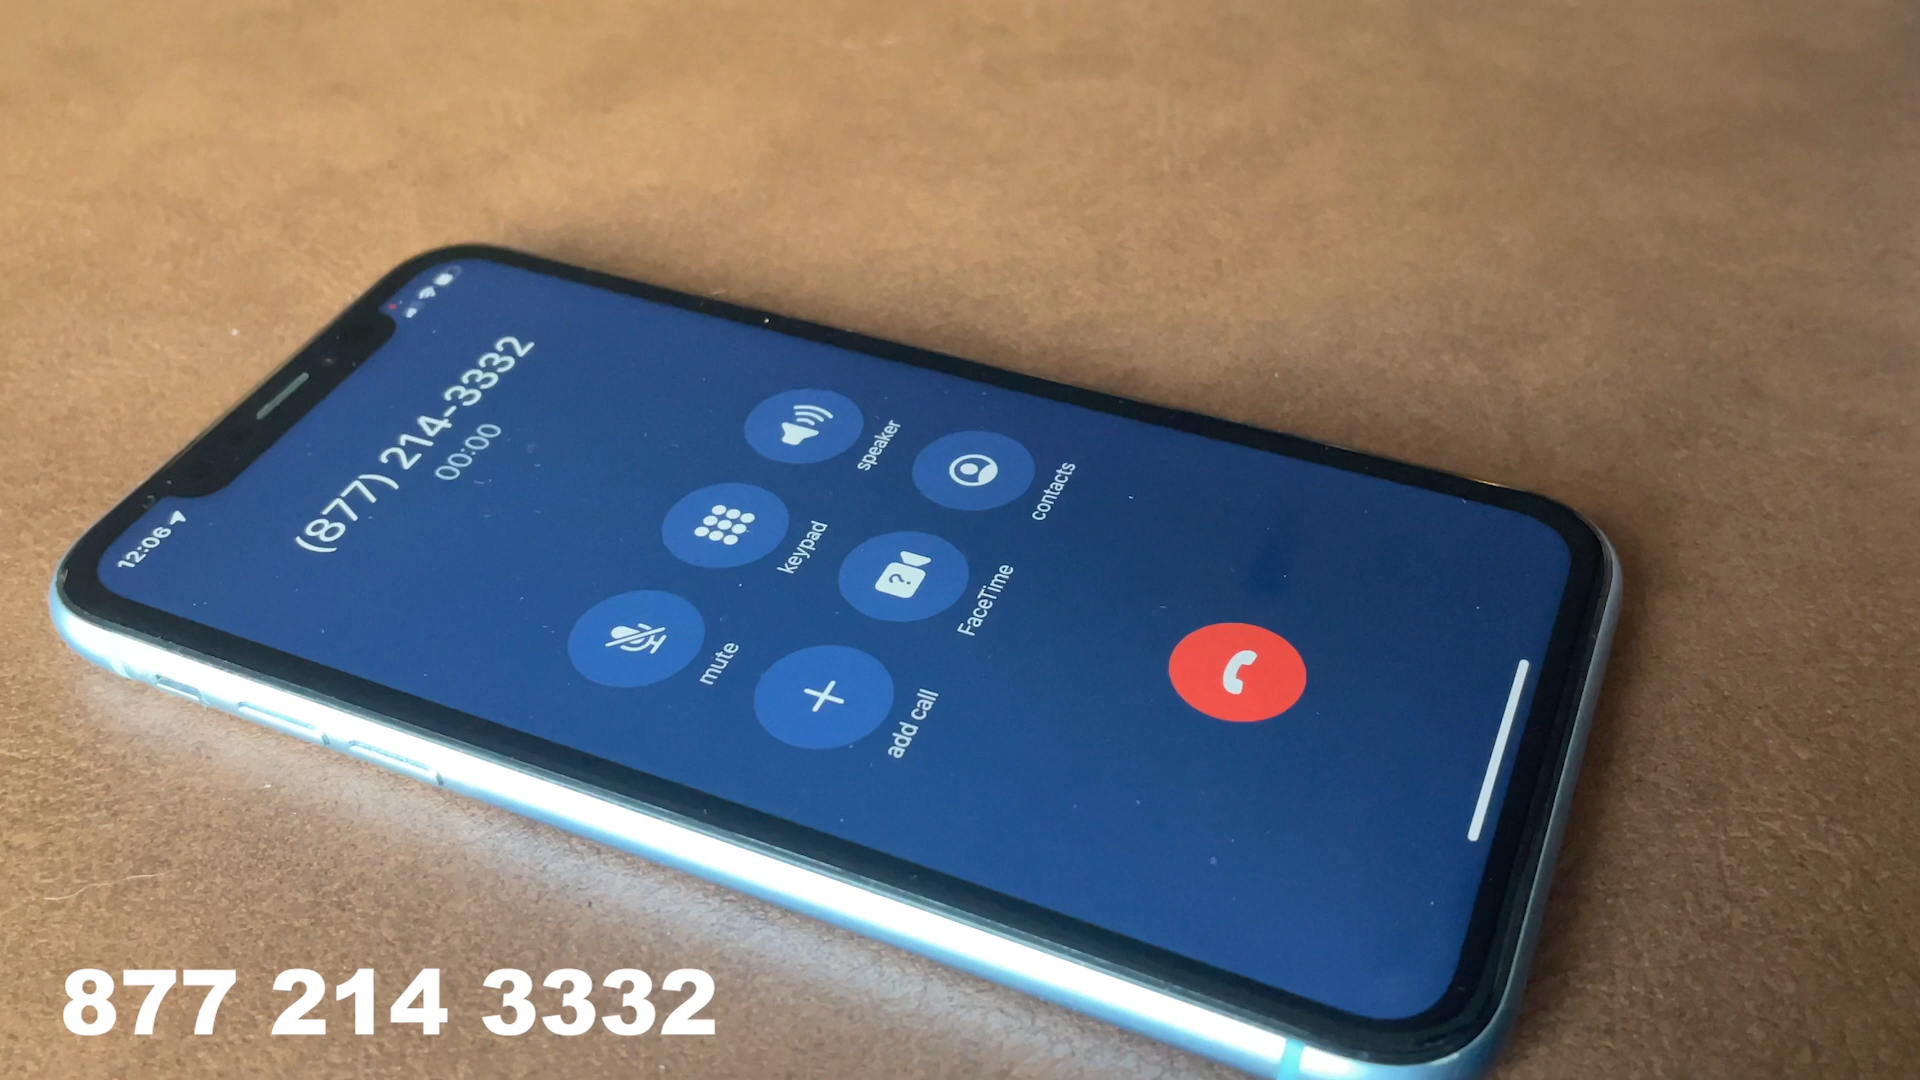 12:06
(877) 214-3332
00:00
speaker
keypad
mute
contacts
FaceTime
add call
877 214 3332